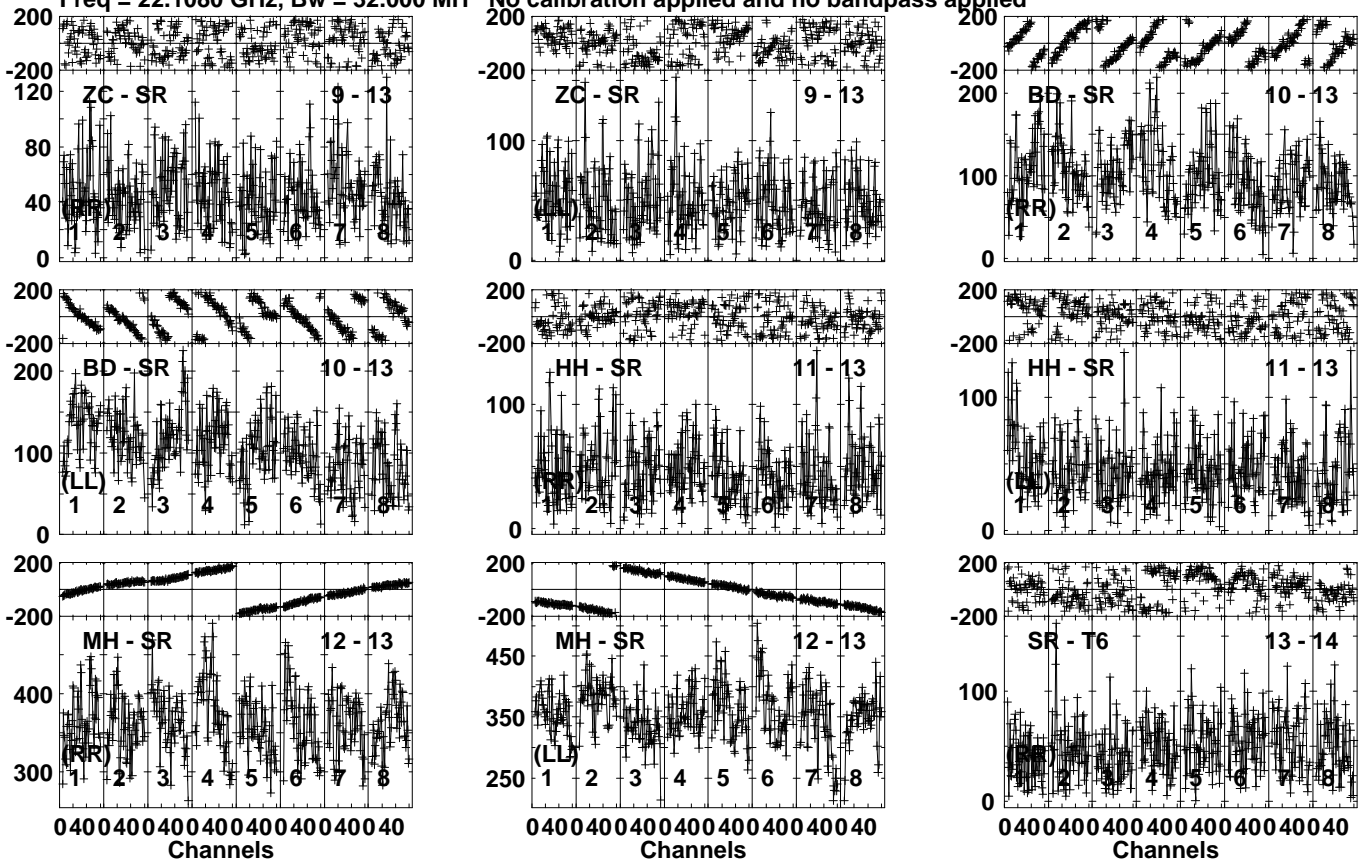 Freq = 22.1080 GHz, Bw = 32.000 MH No calibration applied and no bandpass applied
200
-200
ZC - SR 9 - 13
120
80
40
0
(RR)
1 2 3 4 5 6 7 8
200
-200
ZC - SR 9 - 13
100
0
(LL)
1 2 3 4 5 6 7 8
200
-200
BD - SR 10 - 13
200
100
0
(RR)
1 2 3 4 5 6 7 8
200
-200
BD - SR 10 - 13
200
100
0
(LL)
1 2 3 4 5 6 7 8
200
-200
HH - SR 11 - 13
100
0
(RR)
1 2 3 4 5 6 7 8
200
-200
HH - SR 11 - 13
100
0
(LL)
1 2 3 4 5 6 7 8
200
-200
MH - SR 12 - 13
400
300
(RR)
1 2 3 4 5 6 7 8
0 40 0 40 0 40 0 40 0 40 0 40 0 40 0 40
Channels
200
-200
MH - SR 12 - 13
450
350
250
(LL)
1 2 3 4 5 6 7 8
0 40 0 40 0 40 0 40 0 40 0 40 0 40 0 40
Channels
200
-200
SR - T6 13 - 14
100
0
(RR)
1 2 3 4 5 6 7 8
0 40 0 40 0 40 0 40 0 40 0 40 0 40 0 40
Channels